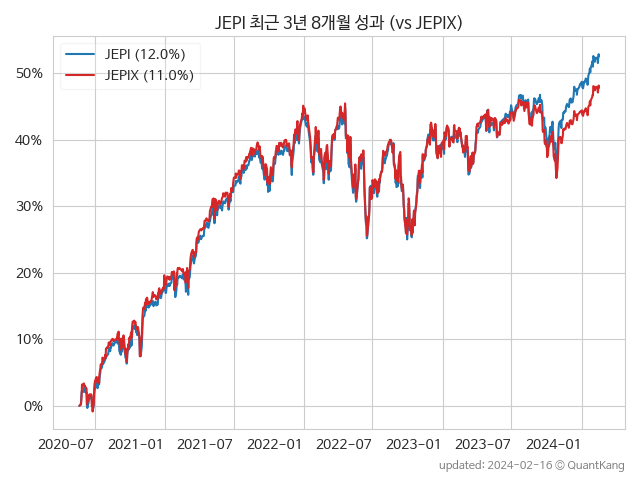 JEPI 최근 3년 8개월 성과 (vs JEPIX)
JEPI (12.0%)
JEPIX (11.0%)
50%
40%
30%
20%
10%
0%
2020-07 2021-01 2021-07 2022-01 2022-07 2023-01 2023-07 2024-01
updated: 2024-02-16 © QuantKang